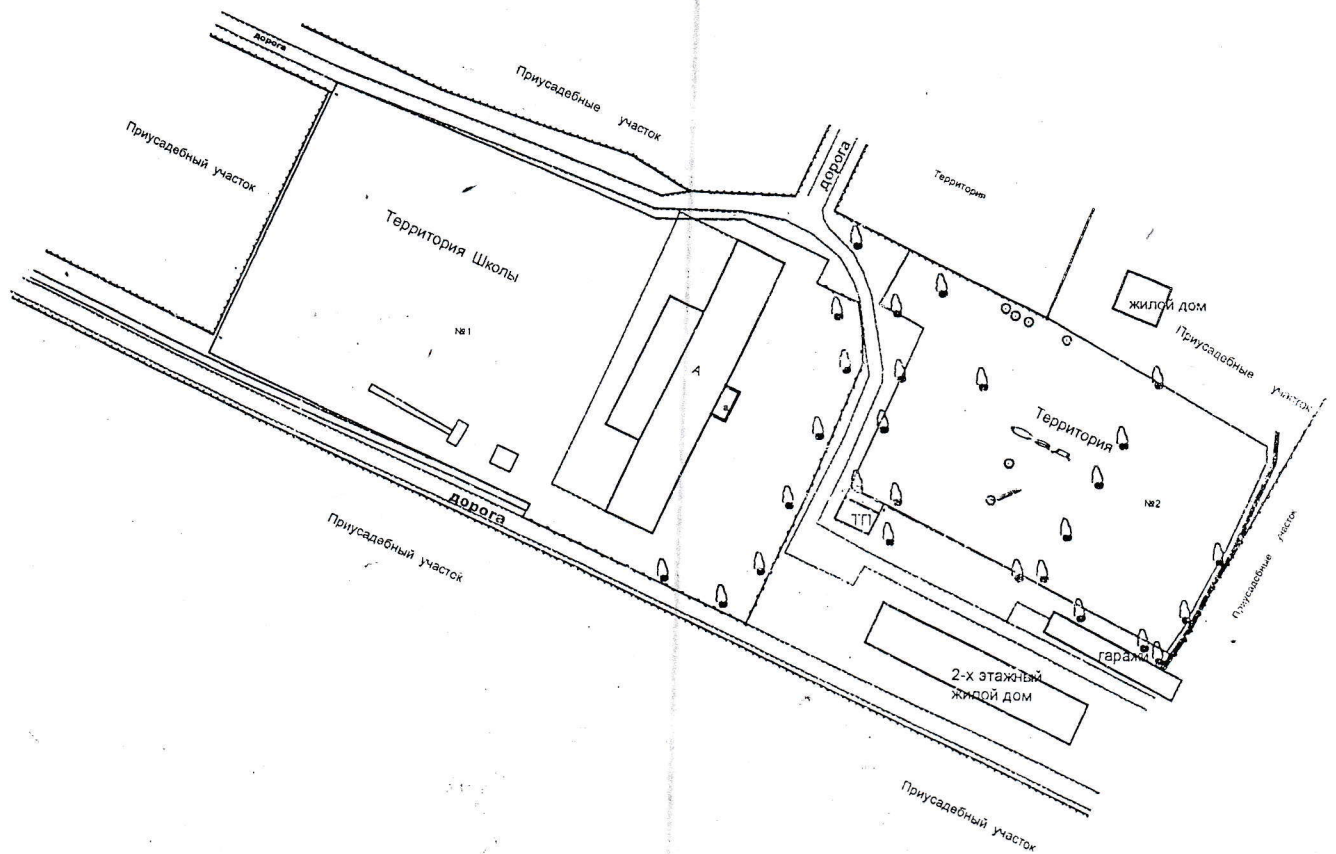 дорога
Приусадебные участок
Приусадебный участок
дорога
Территория
Территория Школы
жилой дом
Приусадебные участок
№1
А
Территория
№2
ТП
дорога
Приусадебный участок
Приусадебные участок
гаражи
2-х этажный
жилой дом
Приусадебный участок